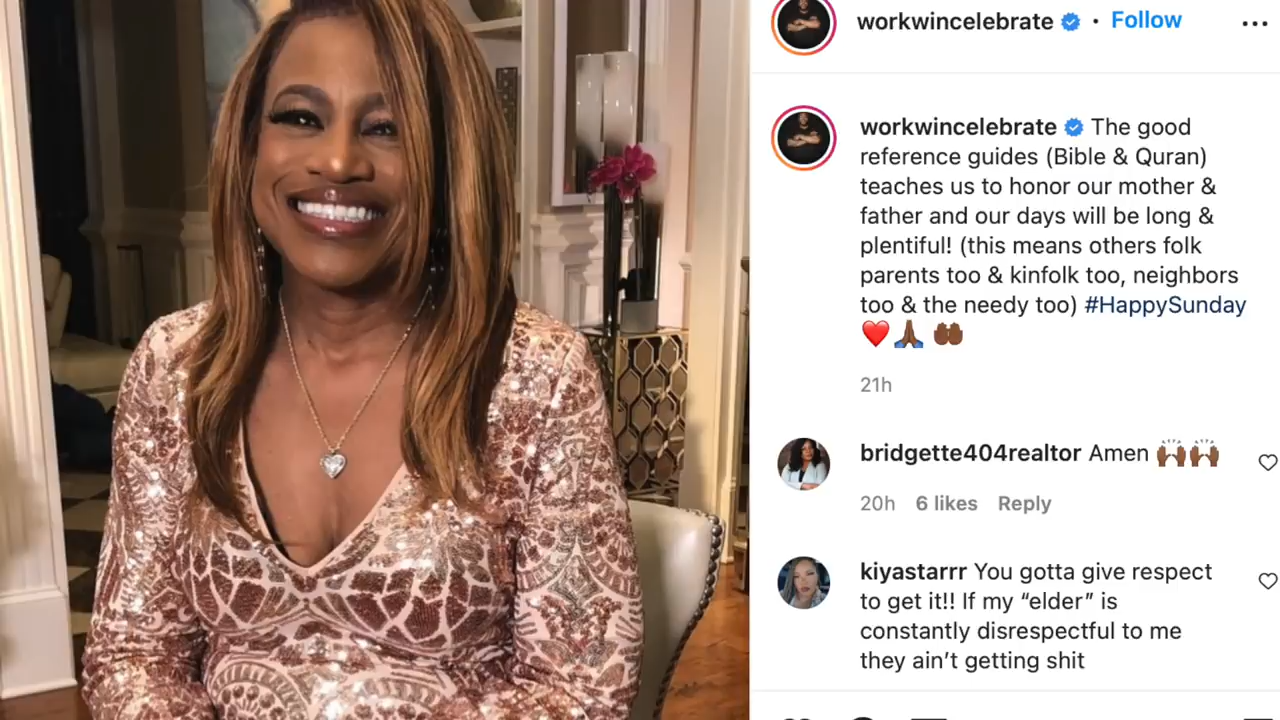 workwincelebrate • Follow
workwincelebrate The good
reference guides (Bible & Quran)
teaches us to honor our mother &
father and our days will be long &
plentiful! (this means others folk
parents too & kinfolk too, neighbors
too & the needy too) #HappySunday
❤️🙏🏾 🤲🏾
21h
bridgette404realtor Amen 🙌🏾🙌🏾
20h 6 likes Reply
kiyastarrr You gotta give respect
to get it!! If my “elder” is
constantly disrespectful to me
they ain’t getting shit